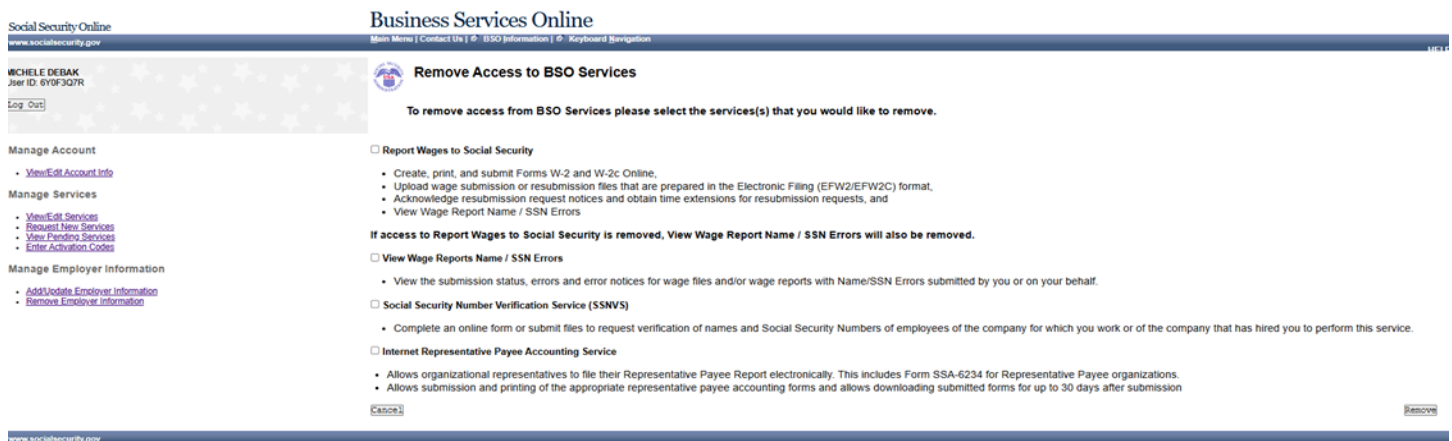 Social Security Online
Business Services Online
www.socialsecurity.gov
Main Menu | Contact Us | BSO Information | Keyboard Navigation
HELP
MICHELE DEBAK
User ID: 6Y0F3Q7R
Log Out
Remove Access to BSO Services
To remove access from BSO Services please select the services(s) that you would like to remove.
Manage Account
View/Edit Account Info
Manage Services
View/Edit Services
Request New Services
View Pending Services
Enter Activation Codes
Manage Employer Information
Add/Update Employer Information
Remove Employer Information
Report Wages to Social Security
Create, print, and submit Forms W-2 and W-2c Online,
Upload wage submission or resubmission files that are prepared in the Electronic Filing (EFW2/EFW2C) format,
Acknowledge resubmission request notices and obtain time extensions for resubmission requests, and
View Wage Report Name / SSN Errors
If access to Report Wages to Social Security is removed, View Wage Report Name / SSN Errors will also be removed.
View Wage Reports Name / SSN Errors
View the submission status, errors and error notices for wage files and/or wage reports with Name/SSN Errors submitted by you or on your behalf.
Social Security Number Verification Service (SSNVS)
Complete an online form or submit files to request verification of names and Social Security Numbers of employees of the company for which you work or of the company that has hired you to perform this service.
Internet Representative Payee Accounting Service
Allows organizational representatives to file their Representative Payee Report electronically. This includes Form SSA-6234 for Representative Payee organizations.
Allows submission and printing of the appropriate representative payee accounting forms and allows downloading submitted forms for up to 30 days after submission
Cancel
Remove
www.socialsecurity.gov